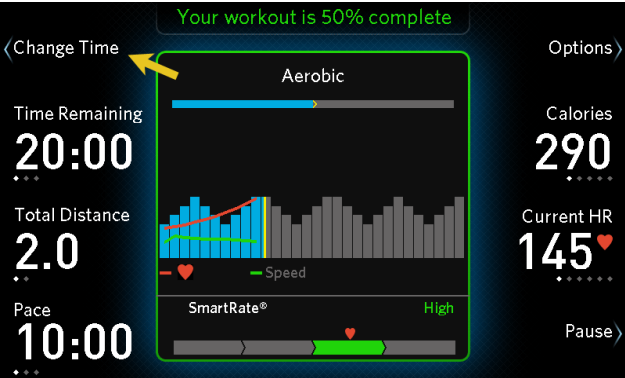 Your workout is 50% complete
Change Time
Options
Aerobic
Time Remaining
20:00
Calories
290
Total Distance
2.0
Current HR
145
Speed
SmartRate®
High
Pace
10:00
Pause